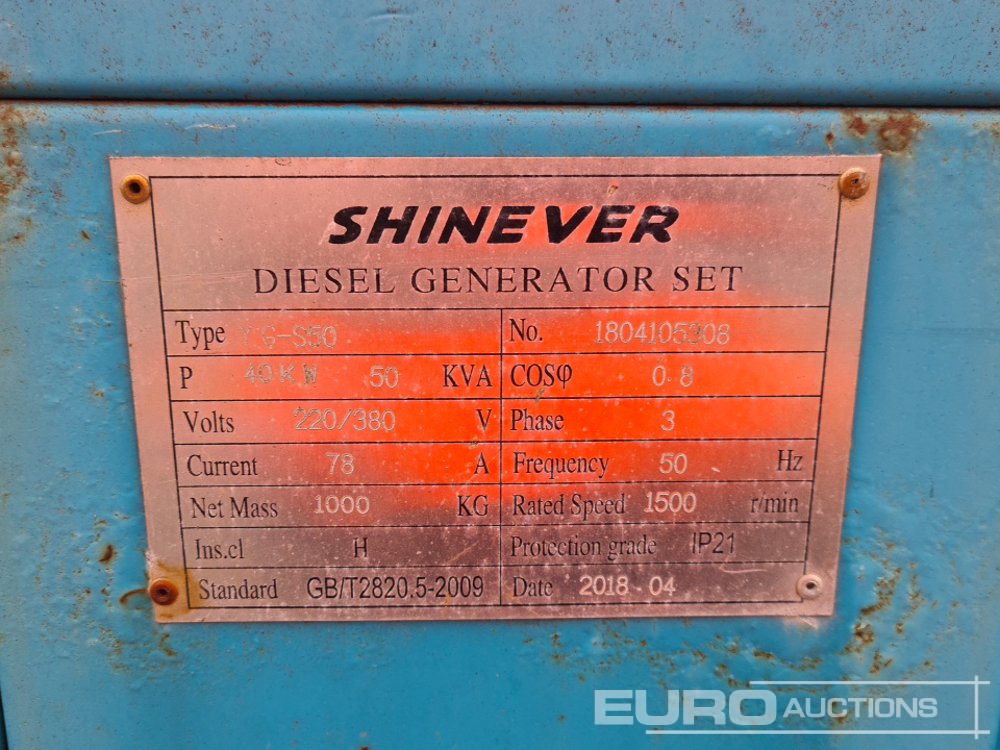 SHINEVER
DIESEL GENERATOR SET
Type
No. 1804105308
P 40KW 50 KVA COSφ 0.8
Volts 220/380 V Phase 3
Current 78 A Frequency 50 Hz
Net Mass 1000 KG Rated Speed 1500 r/min
Ins.cl H Protection grade IP21
Standard GB/T2820.5-2009 Date 2018-04
EURO AUCTIONS